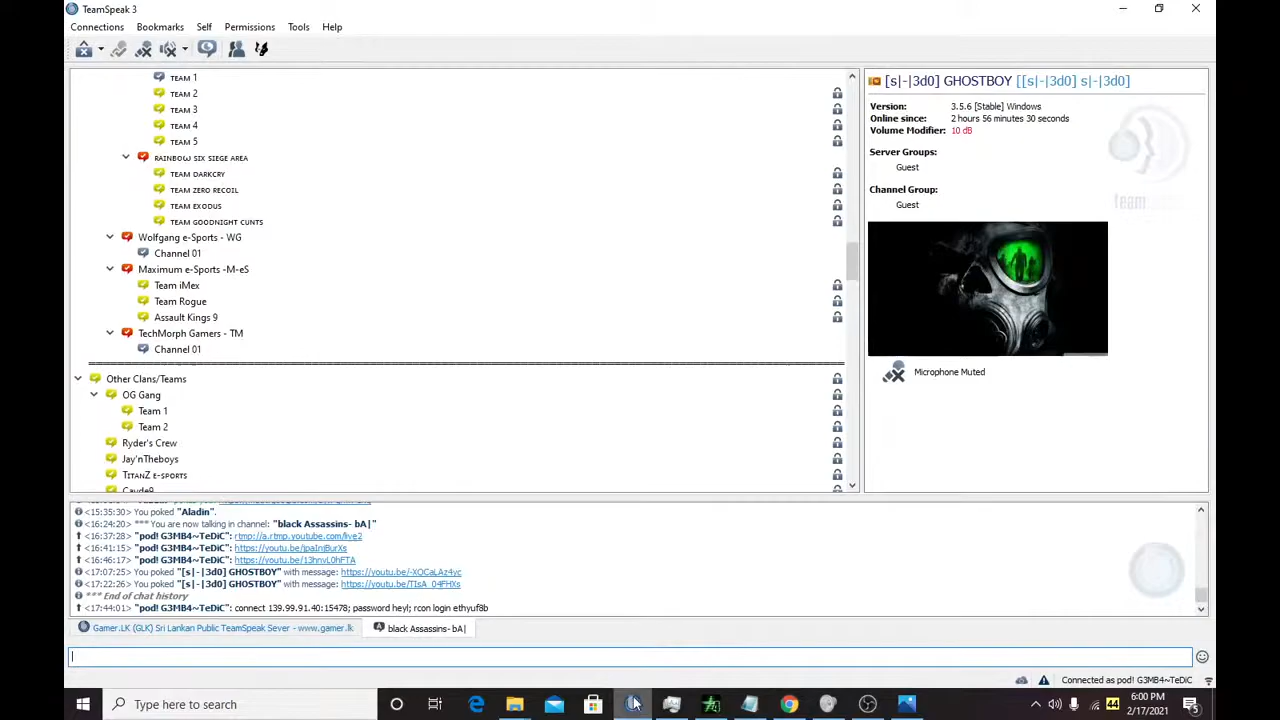 TeamSpeak 3
Connections Bookmarks Self Permissions Tools Help
TEAM 1
TEAM 2
TEAM 3
TEAM 4
TEAM 5
RAINBOW SIX SIEGE AREA
TEAM DARKCRY
TEAM ZERO RECOIL
TEAM EXODUS
TEAM GOODNIGHT CUNTS
Wolfgang e-Sports - WG
Channel 01
Maximum e-Sports -M-eS
Team iMex
Team Rogue
Assault Kings 9
TechMorph Gamers - TM
Channel 01
Other Clans/Teams
OG Gang
Team 1
Team 2
Ryder's Crew
Jay'nTheboys
TɪᴛᴀɴZ ᴇ-sᴘᴏʀᴛs
[s|-|3d0] GHOSTBOY [[s|-|3d0] s|-|3d0]
Version: 3.5.6 [Stable] Windows
Online since: 2 hours 56 minutes 30 seconds
Volume Modifier: 10 dB
Server Groups:
Guest
Channel Group:
Guest
Microphone Muted
<15:35:30> You poked "Aladin".
<16:24:20> *** You are now talking in channel: "black Assassins- bA|"
<16:37:28> "pod! G3MB4~TeDiC": rtmp://a.rtmp.youtube.com/live2
<16:41:15> "pod! G3MB4~TeDiC": https://youtu.be/jpaInjBurXs
<16:46:17> "pod! G3MB4~TeDiC": https://youtu.be/13hnvL0hFTA
<17:07:25> You poked "[s|-|3d0] GHOSTBOY" with message: https://youtu.be/-XOCaLAz4yc
<17:22:26> You poked "[s|-|3d0] GHOSTBOY" with message: https://youtu.be/TIsA_04FHXs
*** End of chat history
<17:44:01> "pod! G3MB4~TeDiC": connect 139.99.91.40:15478; password heyl; rcon login ethyuf8b
Gamer.LK (GLK) Sri Lankan Public TeamSpeak Sever - www.gamer.lk black Assassins- bA|
Connected as pod! G3MB4~TeDiC
Type here to search
44
6:00 PM
2/17/2021
5